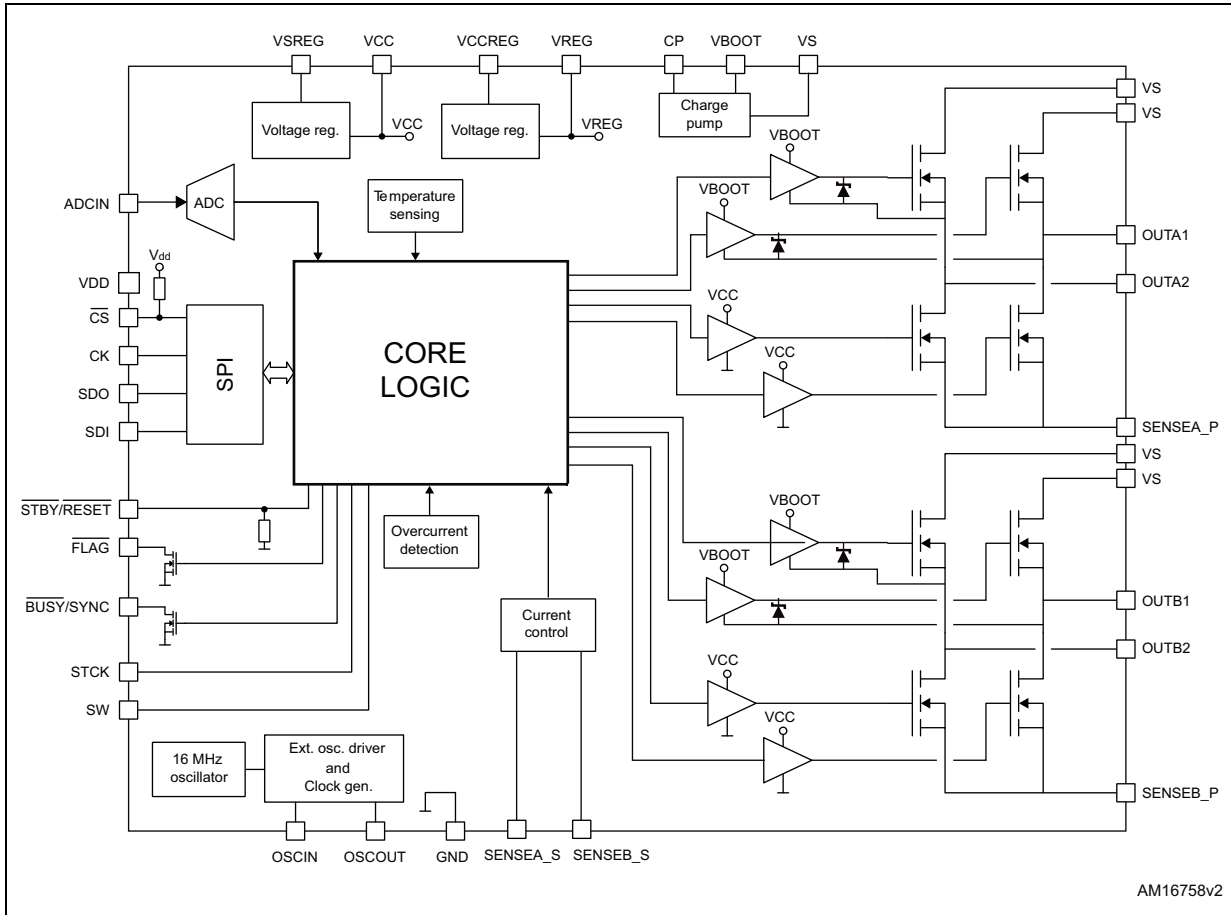 VSREG
VCC
VCCREG
VREG
CP
VBOOT
VS
VS
VS
Voltage reg.
VCC
Voltage reg.
VREG
Charge
pump
VBOOT
ADCIN
ADC
Temperature
sensing
VBOOT
OUTA1
Vdd
VDD
OUTA2
CS
CK
SDO
SDI
SPI
CORE
LOGIC
VCC
VCC
SENSEA_P
VS
VS
STBY/RESET
FLAG
BUSY/SYNC
STCK
SW
Overcurrent
detection
Current
control
VBOOT
VBOOT
OUTB1
OUTB2
VCC
VCC
SENSEB_P
16 MHz
oscillator
Ext. osc. driver
and
Clock gen.
OSCIN
OSCOUT
GND
SENSEA_S
SENSEB_S
AM16758v2